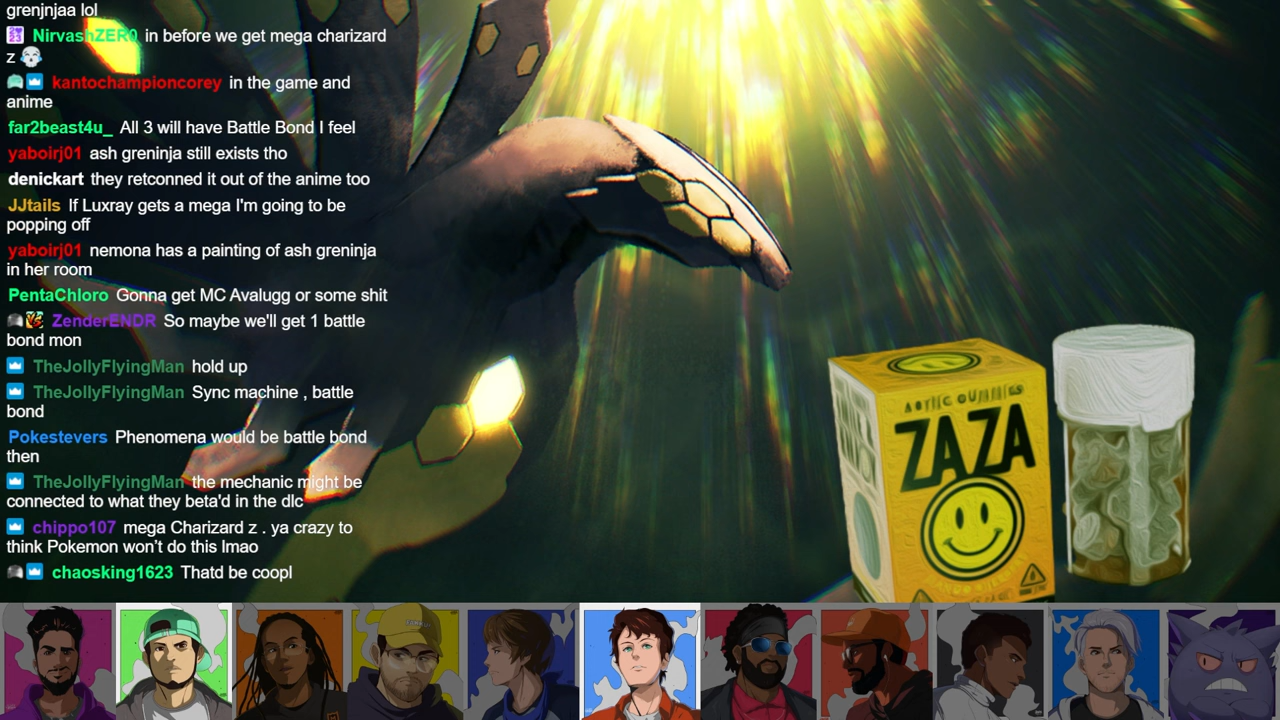 grenjnjaa lol
NirvashZER0 in before we get mega charizard
z
kantochampioncorey in the game and
anime
far2beast4u_ All 3 will have Battle Bond I feel
yaboirj01 ash greninja still exists tho
denickart they retconned it out of the anime too
JJtails If Luxray gets a mega I'm going to be
popping off
yaboirj01 nemona has a painting of ash greninja
in her room
PentaChloro Gonna get MC Avalugg or some shit
ZenderENDR So maybe we'll get 1 battle
bond mon
TheJollyFlyingMan hold up
TheJollyFlyingMan Sync machine , battle
bond
Pokestevers Phenomena would be battle bond
then
TheJollyFlyingMan the mechanic might be
connected to what they beta'd in the dlc
chippo107 mega Charizard z . ya crazy to
think Pokemon won't do this lmao
chaosking1623 Thatd be coopl
ZAZA